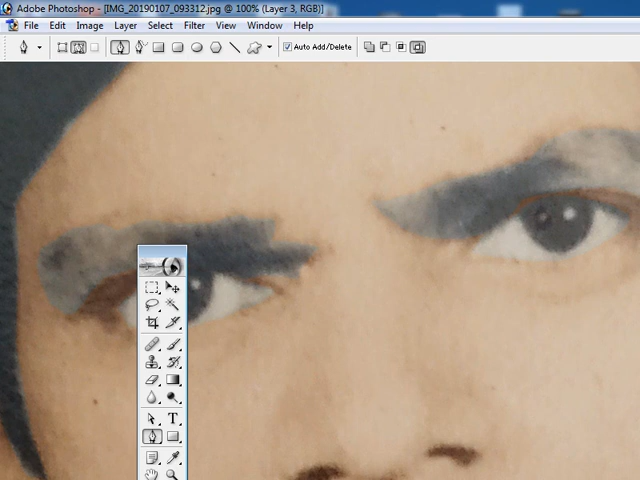 Adobe Photoshop - [IMG_20190107_093312.jpg @ 100% (Layer 3, RGB)]
File Edit Image Layer Select Filter View Window Help
Auto Add/Delete
T